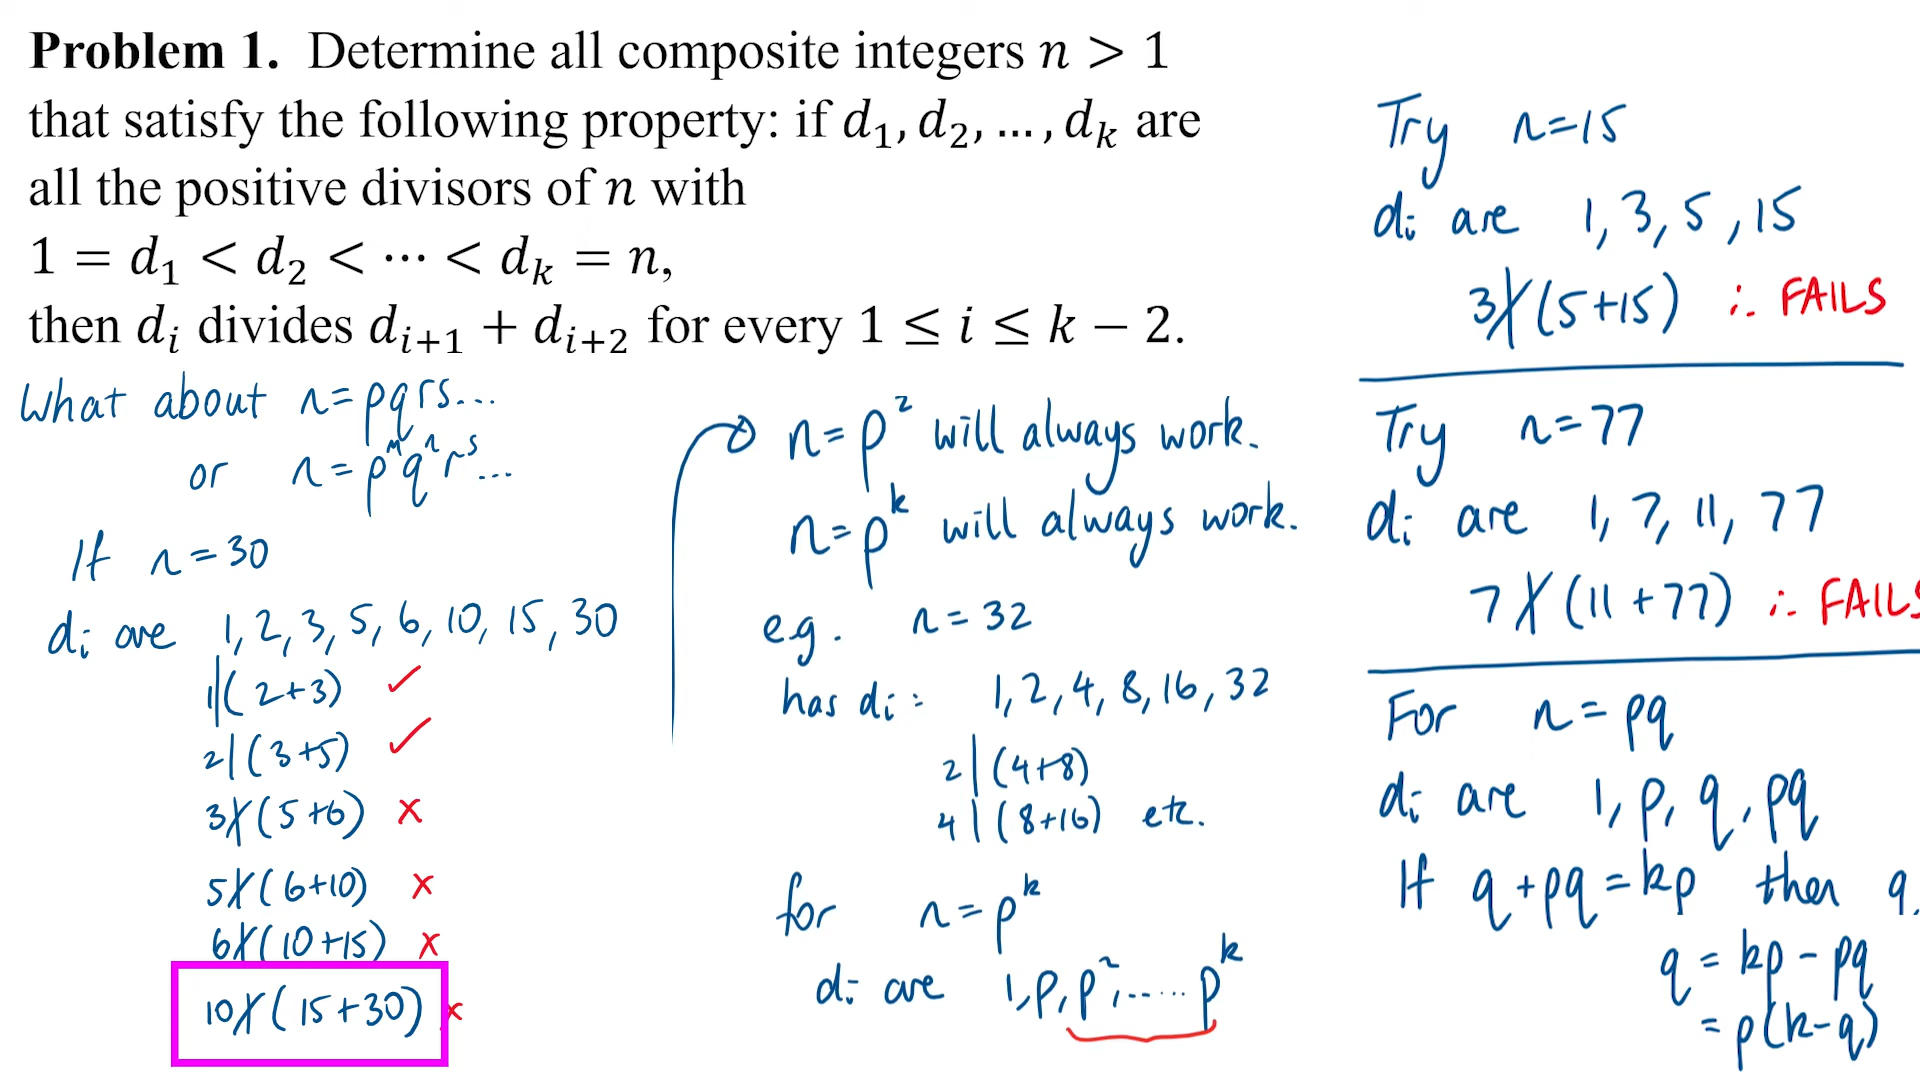 Problem 1. Determine all composite integers n > 1
that satisfy the following property: if d₁, d₂, …, dₖ are
all the positive divisors of n with
1 = d₁ < d₂ < ⋯ < dₖ = n,
then dᵢ divides dᵢ₊₁ + dᵢ₊₂ for every 1 ≤ i ≤ k − 2.
What about n=pqrs...
or n=pᵐqⁿrˢ...
If n=30
dᵢ are 1, 2, 3, 5, 6, 10, 15, 30
1|(2+3) ✓
2|(3+5) ✓
3∤(5+6) ×
5∤(6+10) ×
6∤(10+15) ×
10∤(15+30) ×
n=p² will always work.
n=pᵏ will always work.
e.g. n=32
has dᵢ: 1, 2, 4, 8, 16, 32
2|(4+8)
4|(8+16) etc.
for n=pᵏ
dᵢ are 1, p, p², ..... pᵏ
Try n=15
dᵢ are 1, 3, 5, 15
3∤(5+15) ∴ FAILS
Try n=77
dᵢ are 1, 7, 11, 77
7∤(11+77) ∴ FAILS
For n=pq
dᵢ are 1, p, q, pq
If q+pq=kp then q
q = kp - pq
= p(k-q)